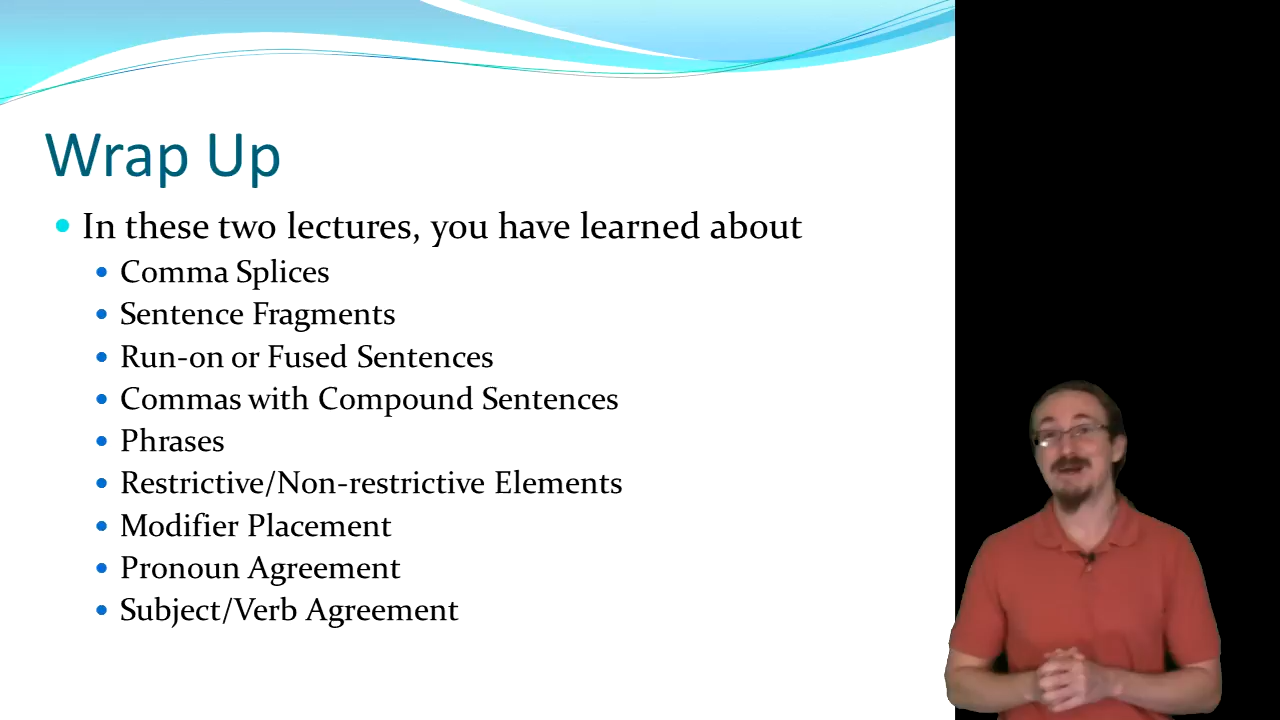 Wrap Up
In these two lectures, you have learned about
Comma Splices
Sentence Fragments
Run-on or Fused Sentences
Commas with Compound Sentences
Phrases
Restrictive/Non-restrictive Elements
Modifier Placement
Pronoun Agreement
Subject/Verb Agreement